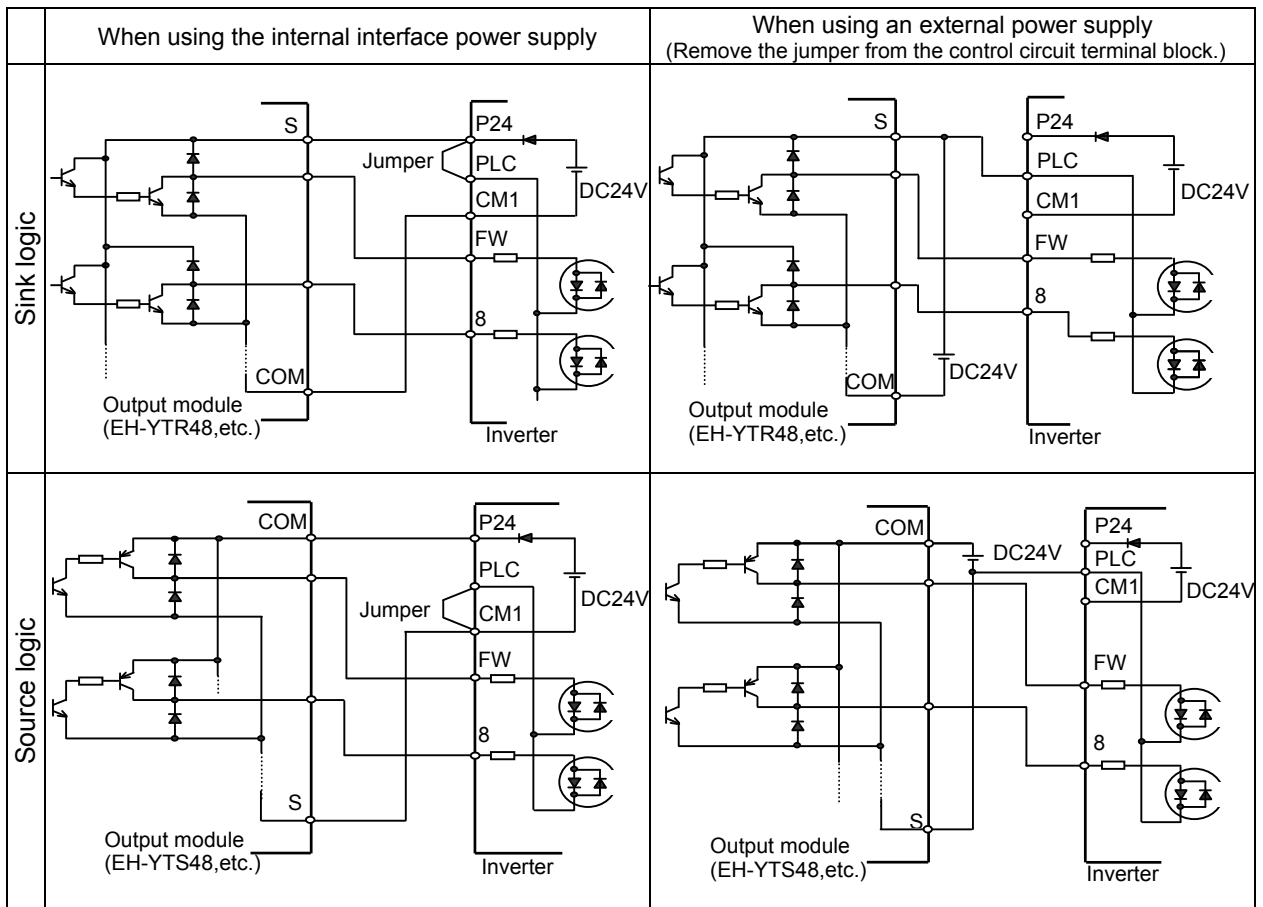 When using the internal interface power supply
When using an external power supply
(Remove the jumper from the control circuit terminal block.)
Sink logic
S
P24
Jumper
PLC
DC24V
CM1
FW
8
COM
Output module
(EH-YTR48,etc.)
Inverter
S
P24
PLC
DC24V
CM1
FW
8
DC24V
COM
Output module
(EH-YTR48,etc.)
Inverter
Source logic
COM
P24
PLC
DC24V
Jumper
CM1
FW
8
S
Output module
(EH-YTS48,etc.)
Inverter
COM
DC24V
P24
PLC
CM1
DC24V
FW
8
S
Output module
(EH-YTS48,etc.)
Inverter